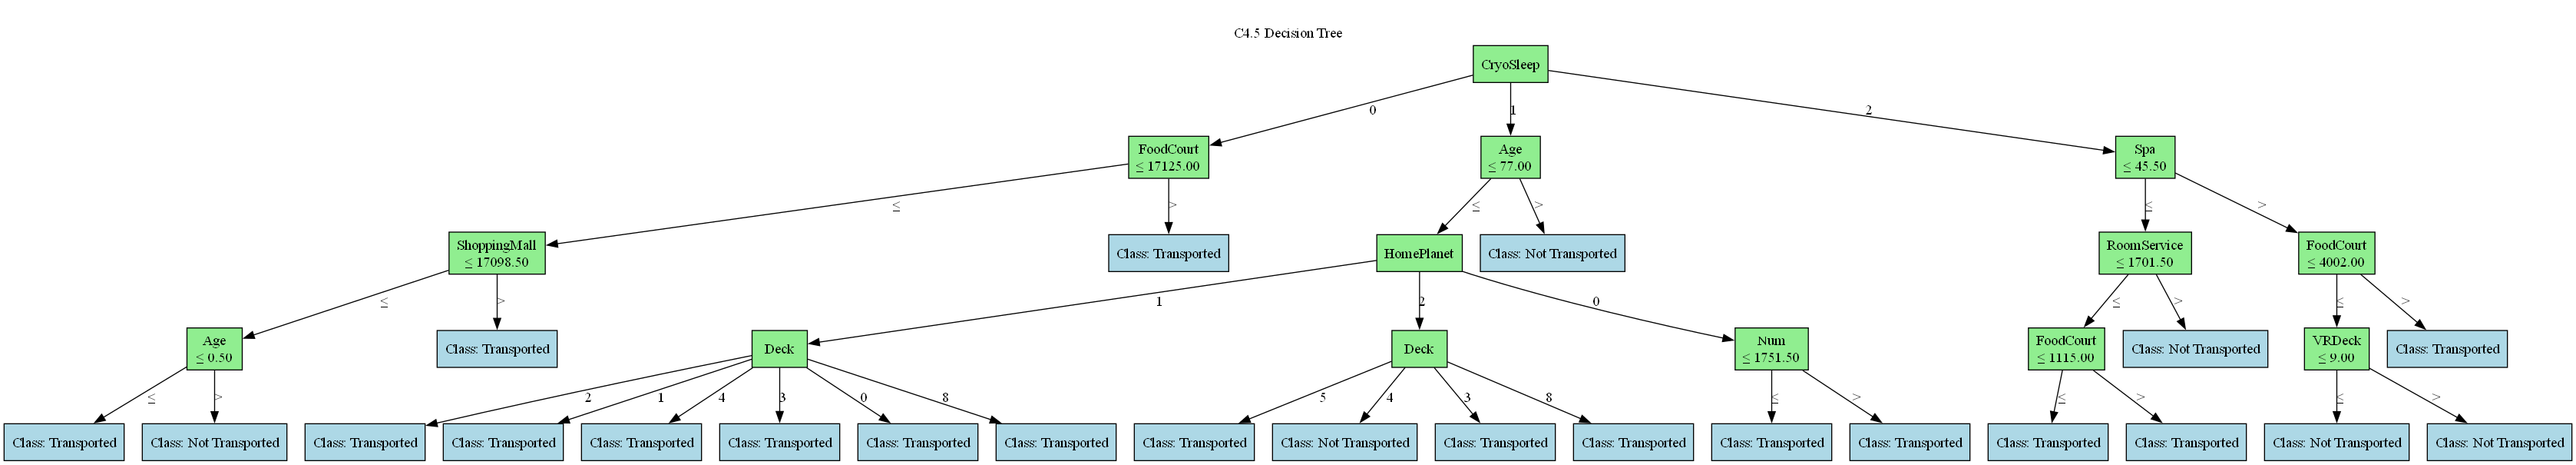 C4.5 Decision Tree
CryoSleep
0
1
2
FoodCourt
≤ 17125.00
Age
≤ 77.00
Spa
≤ 45.50
≤
>
≤
>
≤
>
ShoppingMall
≤ 17098.50
Class: Transported
HomePlanet
Class: Not Transported
RoomService
≤ 1701.50
FoodCourt
≤ 4002.00
≤
>
1
2
0
≤
>
≤
>
Age
≤ 0.50
Class: Transported
Deck
Deck
Num
≤ 1751.50
FoodCourt
≤ 1115.00
Class: Not Transported
VRDeck
≤ 9.00
Class: Transported
≤
>
2
1
4
3
0
8
5
4
3
8
≤
>
≤
>
≤
>
Class: Transported
Class: Not Transported
Class: Transported
Class: Transported
Class: Transported
Class: Transported
Class: Transported
Class: Transported
Class: Transported
Class: Not Transported
Class: Transported
Class: Transported
Class: Transported
Class: Transported
Class: Transported
Class: Transported
Class: Not Transported
Class: Not Transported